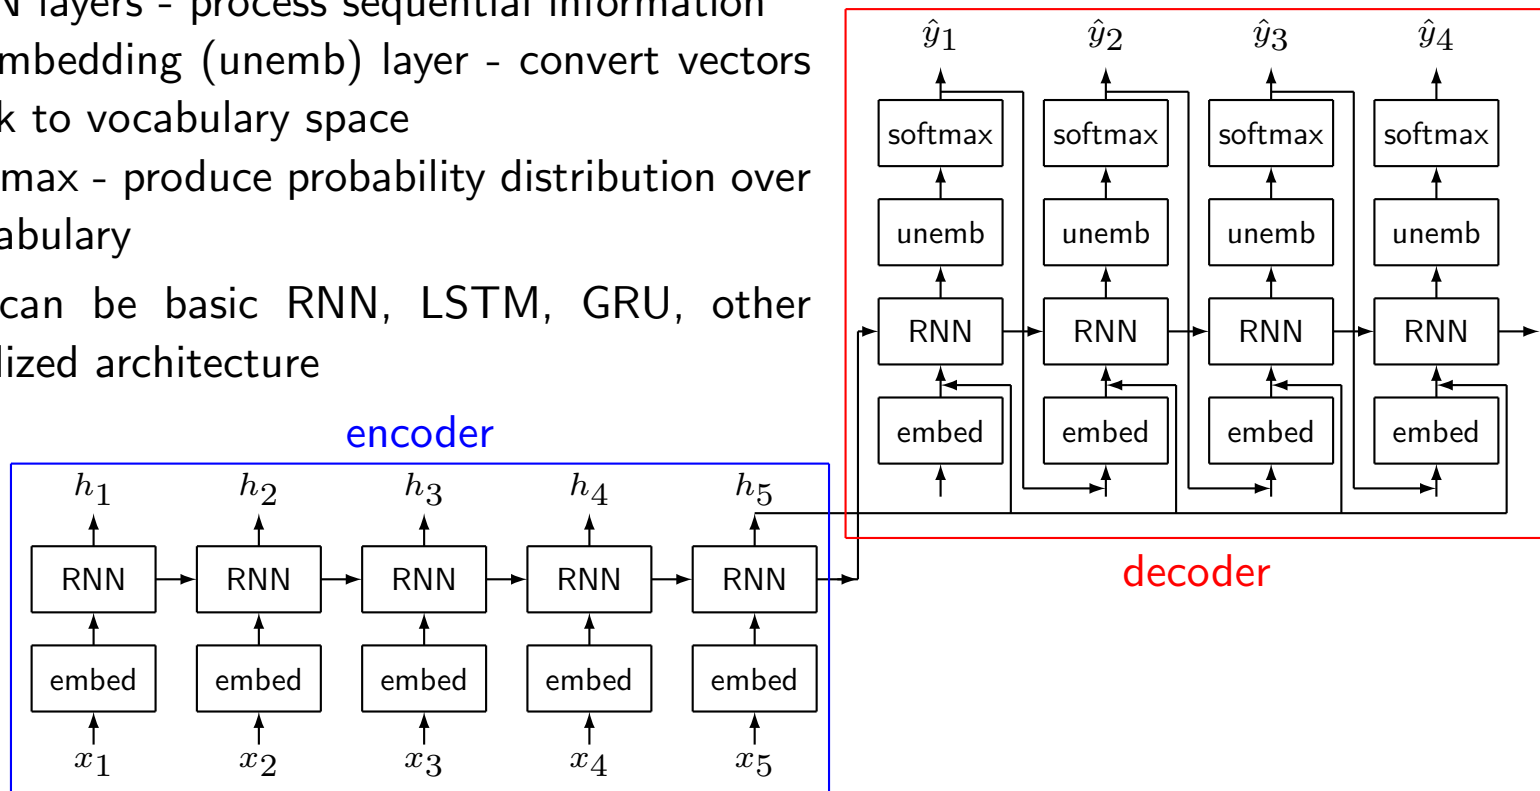 N layers - process sequential information
mbedding (unemb) layer - convert vectors
k to vocabulary space
max - produce probability distribution over
abulary
can be basic RNN, LSTM, GRU, other
lized architecture
encoder
h1 h2 h3 h4 h5
RNN RNN RNN RNN RNN
embed embed embed embed embed
x1 x2 x3 x4 x5
ŷ1 ŷ2 ŷ3 ŷ4
softmax softmax softmax softmax
unemb unemb unemb unemb
RNN RNN RNN RNN
embed embed embed embed
decoder